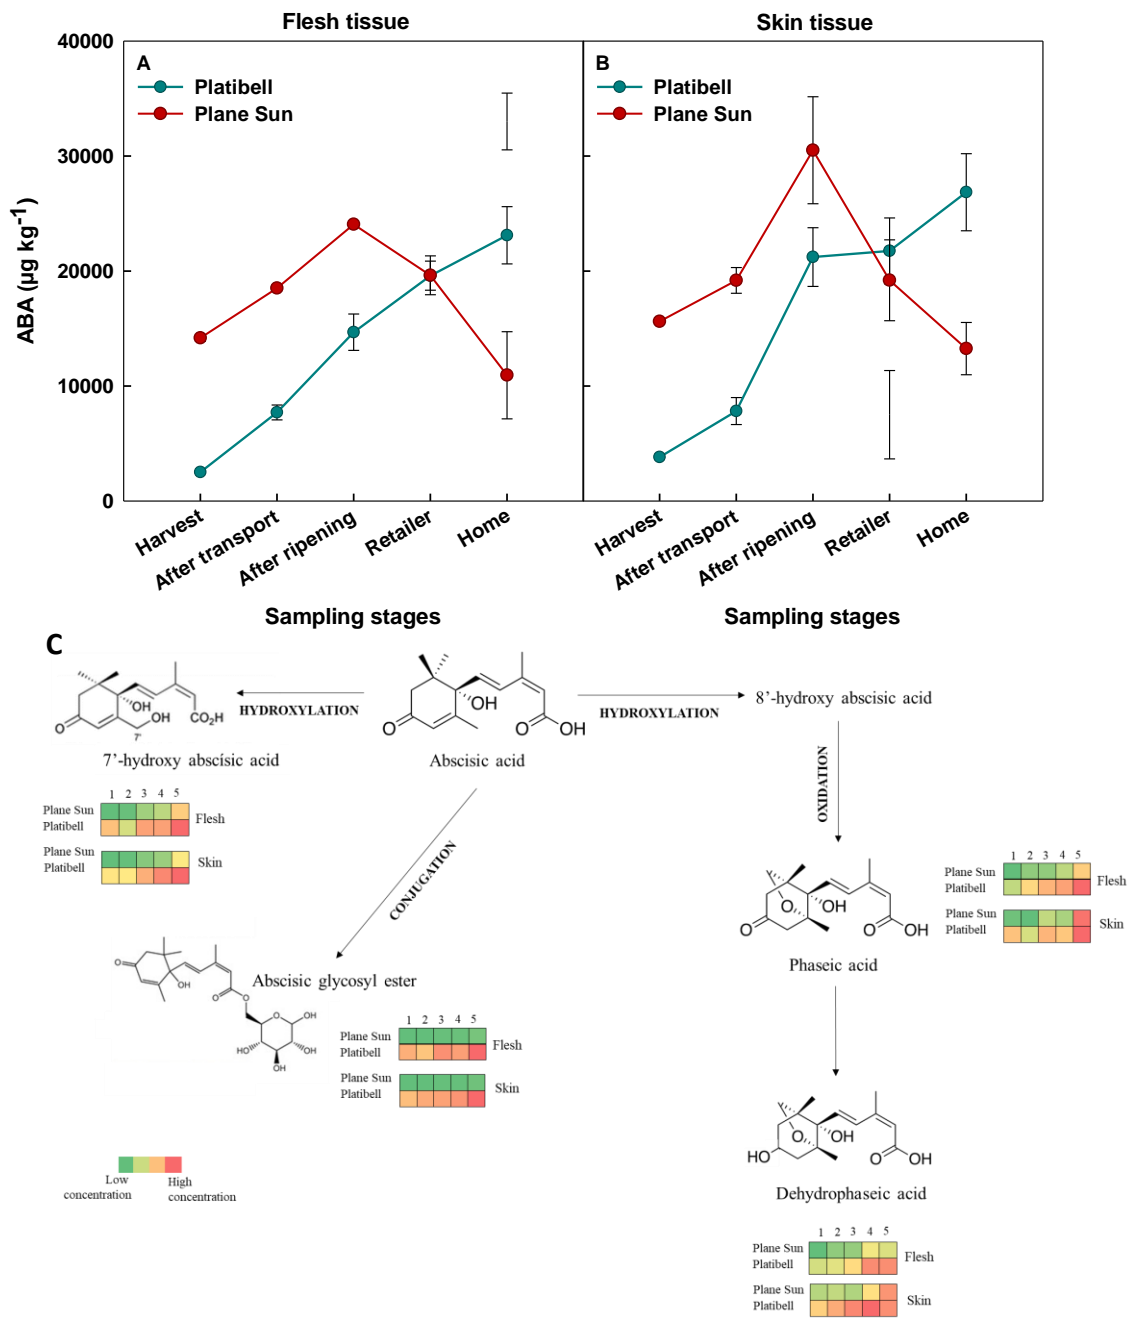 Flesh tissue
Skin tissue
A
Platibell
Plane Sun
B
Platibell
Plane Sun
ABA (µg kg⁻¹)
40000
30000
20000
10000
0
Harvest
After transport
After ripening
Retailer
Home
Harvest
After transport
After ripening
Retailer
Home
Sampling stages
Sampling stages
C
OH
OH
CO₂H
O
7'
7'-hydroxy abscísic acid
HYDROXYLATION
O
OH
O
OH
Abscisic acid
HYDROXYLATION
8'-hydroxy abscisic acid
OXIDATION
CONJUGATION
1 2 3 4 5
Plane Sun
Platibell
Flesh
Plane Sun
Platibell
Skin
O
O
OH
O
OH
Phaseic acid
1 2 3 4 5
Plane Sun
Platibell
Flesh
Plane Sun
Platibell
Skin
O
OH
O
O
O
OH
HO
OH
OH
Abscisic glycosyl ester
1 2 3 4 5
Plane Sun
Platibell
Flesh
Plane Sun
Platibell
Skin
Low
concentration
High
concentration
HO
O
OH
O
OH
Dehydrophaseic acid
1 2 3 4 5
Plane Sun
Platibell
Flesh
Plane Sun
Platibell
Skin